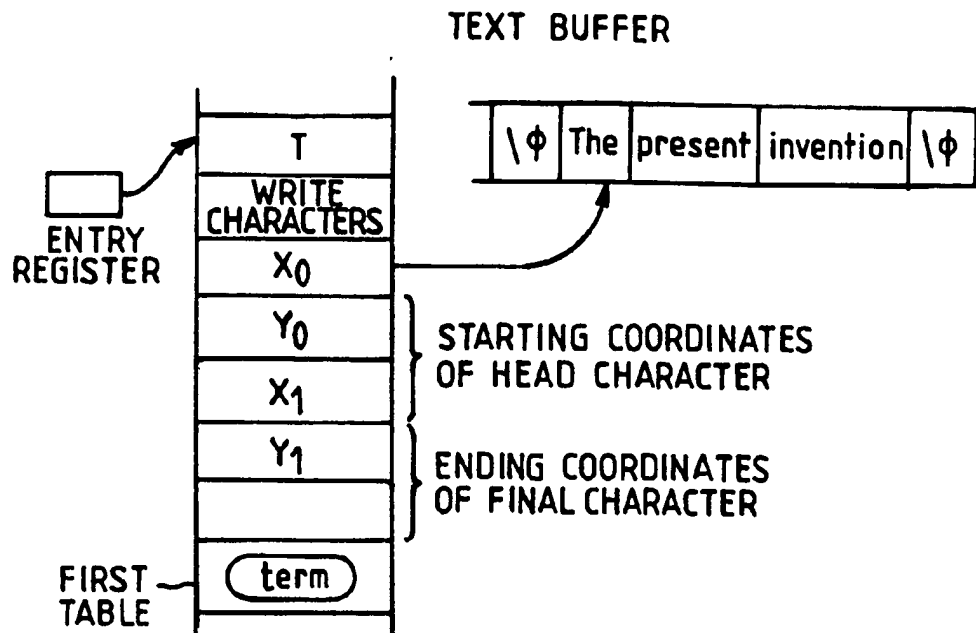 TEXT BUFFER
T
\ϕ The present invention \ϕ
WRITE
CHARACTERS
ENTRY
REGISTER
X0
Y0
STARTING COORDINATES
OF HEAD CHARACTER
X1
Y1
ENDING COORDINATES
OF FINAL CHARACTER
FIRST
TABLE
term